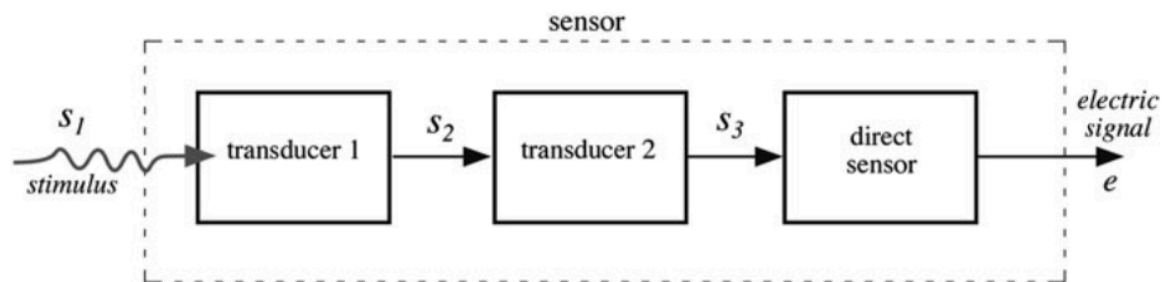 sensor
s1
stimulus
transducer 1
s2
transducer 2
s3
direct
sensor
electric
signal
e